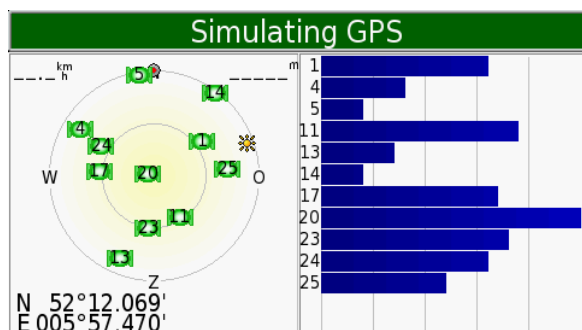 Simulating GPS
--.- km/h
----- m
5
14
4
24
1
17
20
25
W
O
11
23
13
Z
N 52°12.069'
E 005°57.470'
1
4
5
11
13
14
17
20
23
24
25